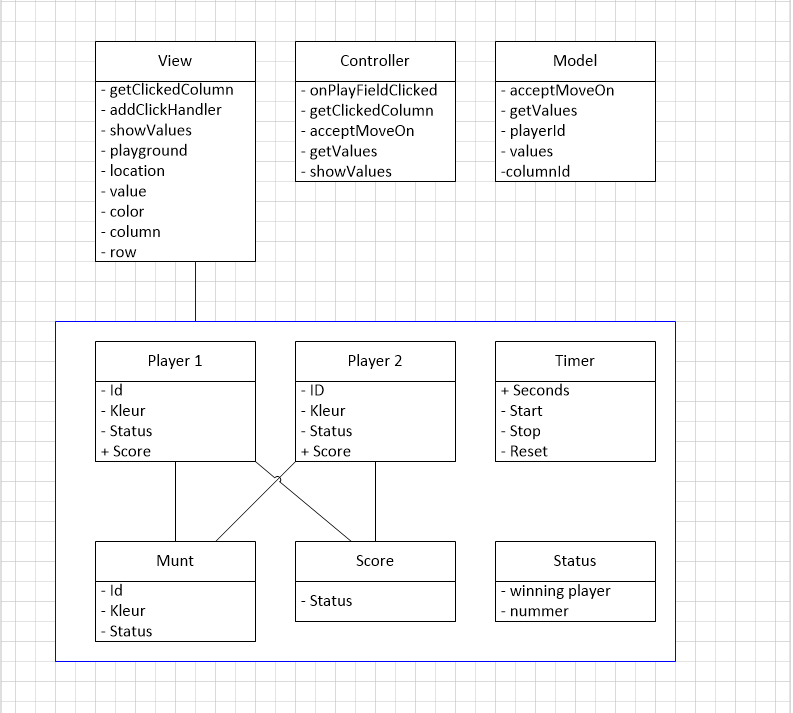 View
- getClickedColumn
- addClickHandler
- showValues
- playground
- location
- value
- color
- column
- row
Controller
- onPlayFieldClicked
- getClickedColumn
- acceptMoveOn
- getValues
- showValues
Model
- acceptMoveOn
- getValues
- playerId
- values
-columnId
Player 1
- Id
- Kleur
- Status
+ Score
Player 2
- ID
- Kleur
- Status
+ Score
Timer
+ Seconds
- Start
- Stop
- Reset
Munt
- Id
- Kleur
- Status
Score
- Status
Status
- winning player
- nummer